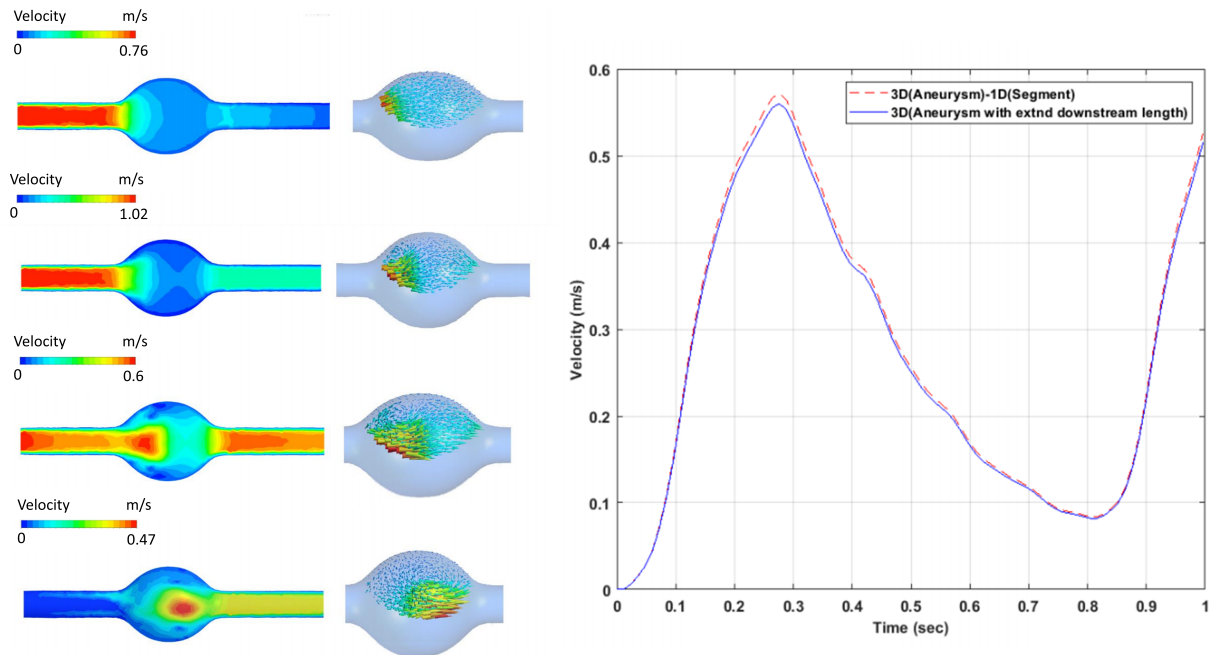 Velocity m/s
0 0.76
Velocity m/s
0 1.02
Velocity m/s
0 0.6
Velocity m/s
0 0.47
0.6
0.5
0.4
0.3
0.2
0.1
0
Velocity (m/s)
3D(Aneurysm)-1D(Segment)
3D(Aneurysm with extnd downstream length)
0 0.1 0.2 0.3 0.4 0.5 0.6 0.7 0.8 0.9 1
Time (sec)